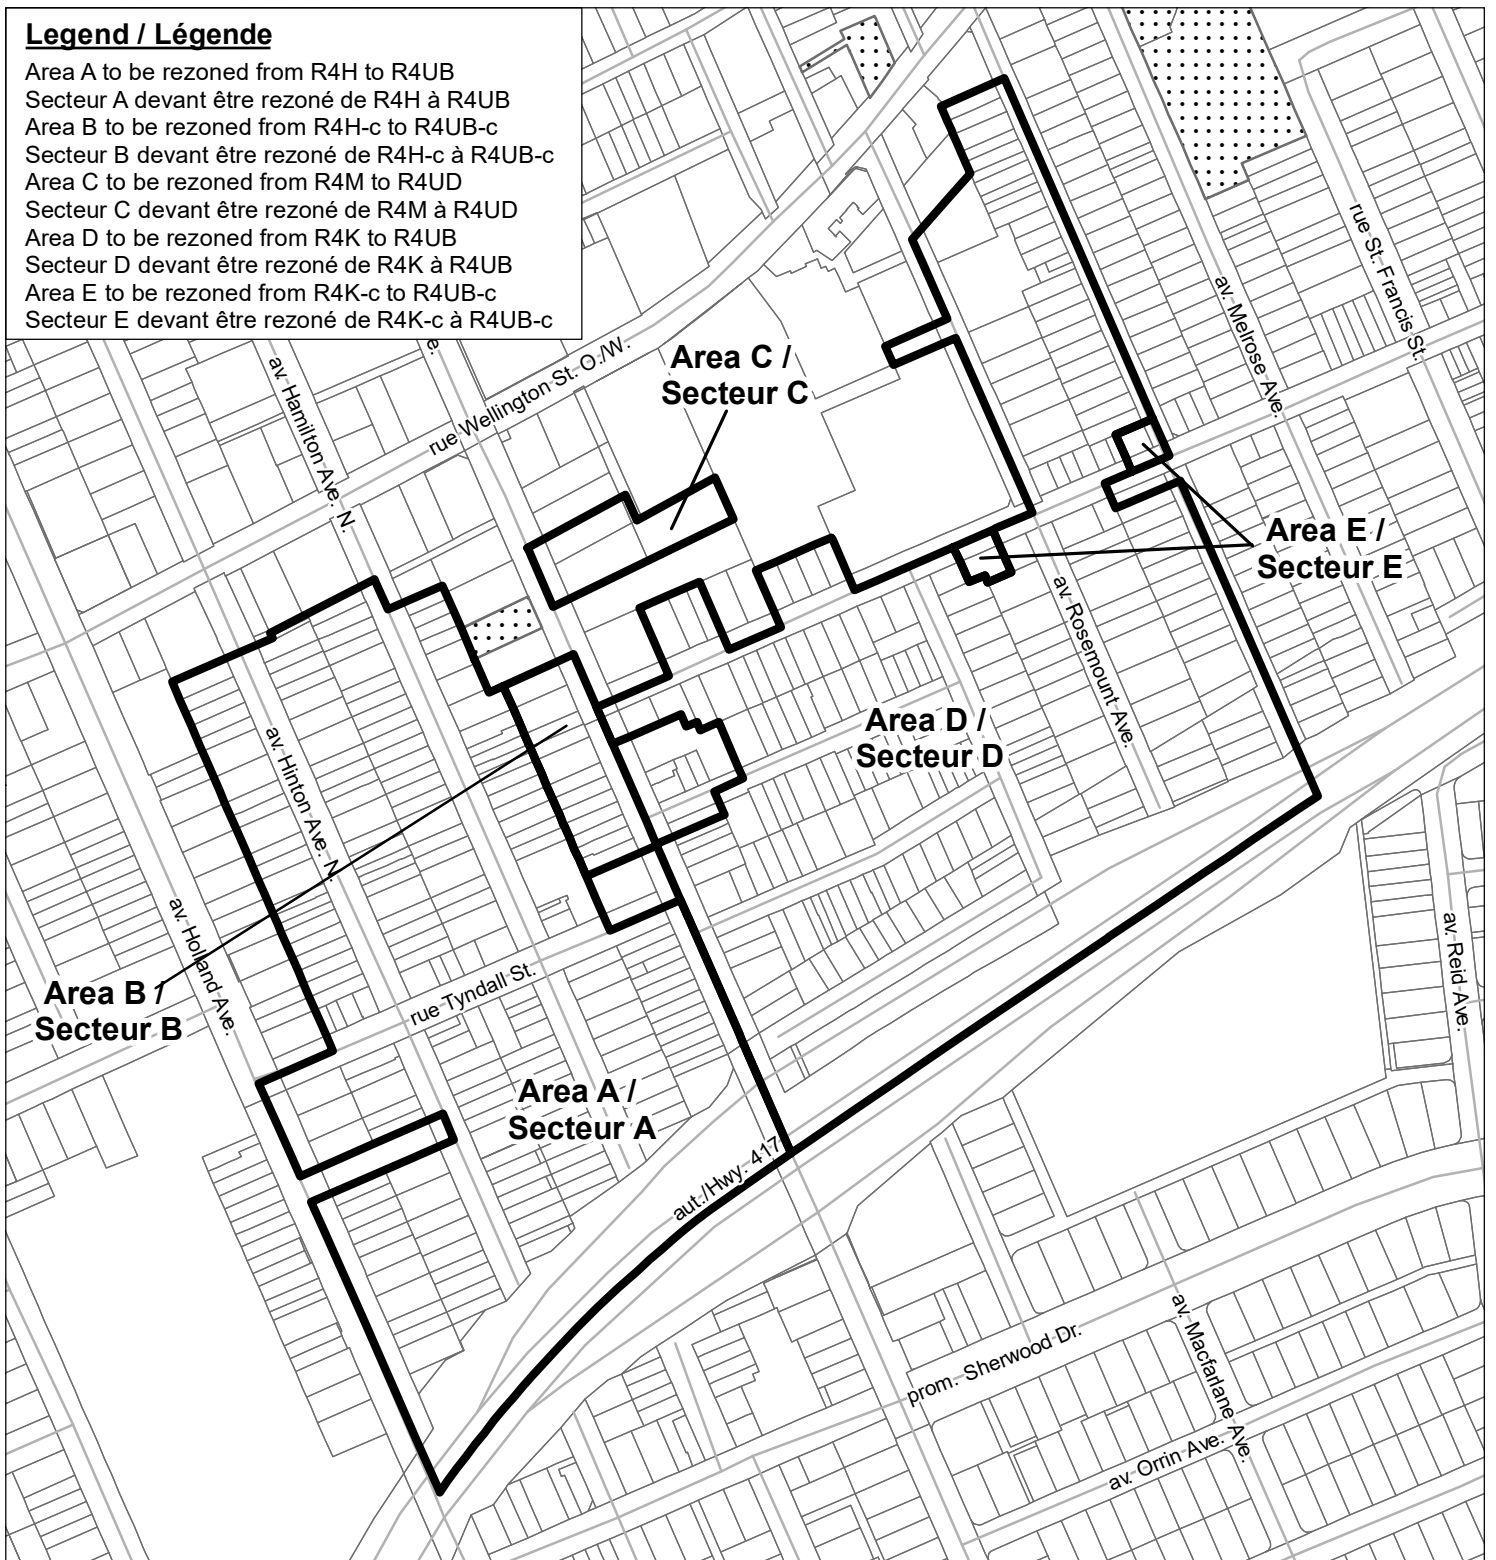 Legend / Légende
Area A to be rezoned from R4H to R4UB
Secteur A devant être rezoné de R4H à R4UB
Area B to be rezoned from R4H-c to R4UB-c
Secteur B devant être rezoné de R4H-c à R4UB-c
Area C to be rezoned from R4M to R4UD
Secteur C devant être rezoné de R4M à R4UD
Area D to be rezoned from R4K to R4UB
Secteur D devant être rezoné de R4K à R4UB
Area E to be rezoned from R4K-c to R4UB-c
Secteur E devant être rezoné de R4K-c à R4UB-c
rue St. Francis St.
av. Melrose Ave.
av. Hamilton Ave. N.
rue Wellington St. O./W.
Area C /
Secteur C
Area E /
Secteur E
av. Rosemount Ave.
Area D /
Secteur D
av. Hinton Ave. N.
av. Holland Ave.
Area B /
Secteur B
rue Tyndall St.
av. Reid Ave.
Area A /
Secteur A
aut./Hwy. 417
prom. Sherwood Dr.
av. Macfarlane Ave.
av. Orrin Ave.